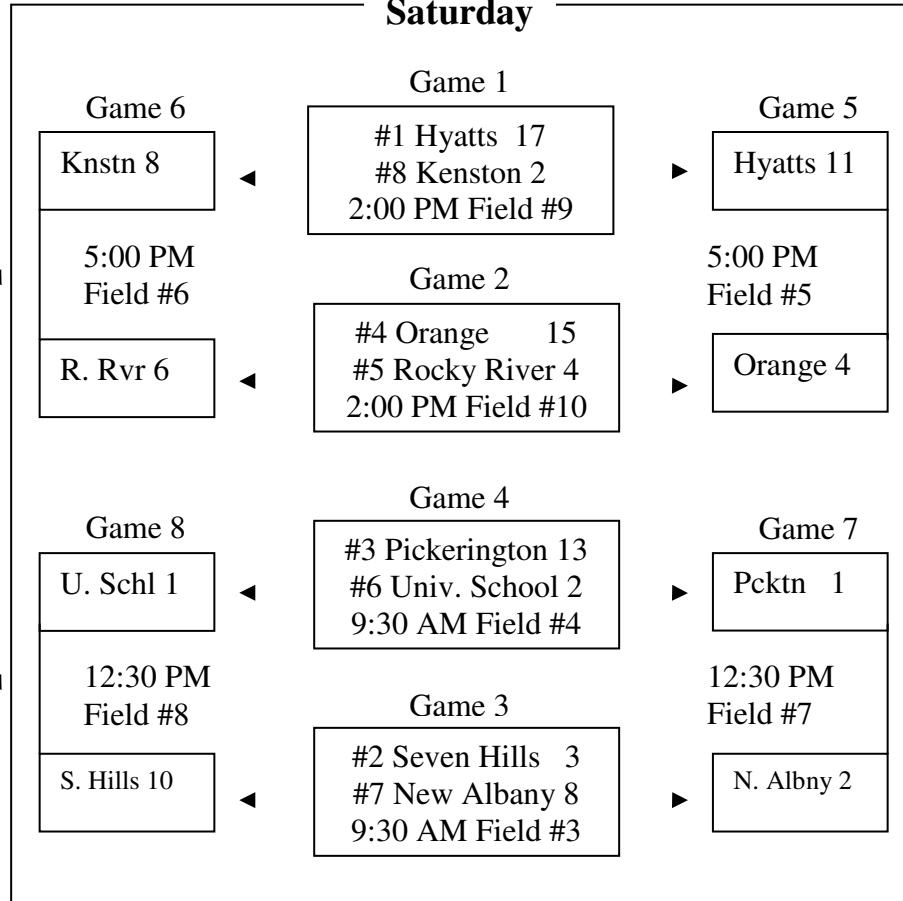 Saturday
Game 1
Game 6
Game 5
#1 Hyatts 17
#8 Kenston 2
2:00 PM Field #9
Knstn 8
Hyatts 11
5:00 PM
Field #6
5:00 PM
Field #5
Game 2
#4 Orange 15
#5 Rocky River 4
2:00 PM Field #10
R. Rvr 6
Orange 4
Game 4
Game 8
Game 7
#3 Pickerington 13
#6 Univ. School 2
9:30 AM Field #4
U. Schl 1
Pcktn 1
12:30 PM
Field #8
12:30 PM
Field #7
Game 3
#2 Seven Hills 3
#7 New Albany 8
9:30 AM Field #3
S. Hills 10
N. Albny 2